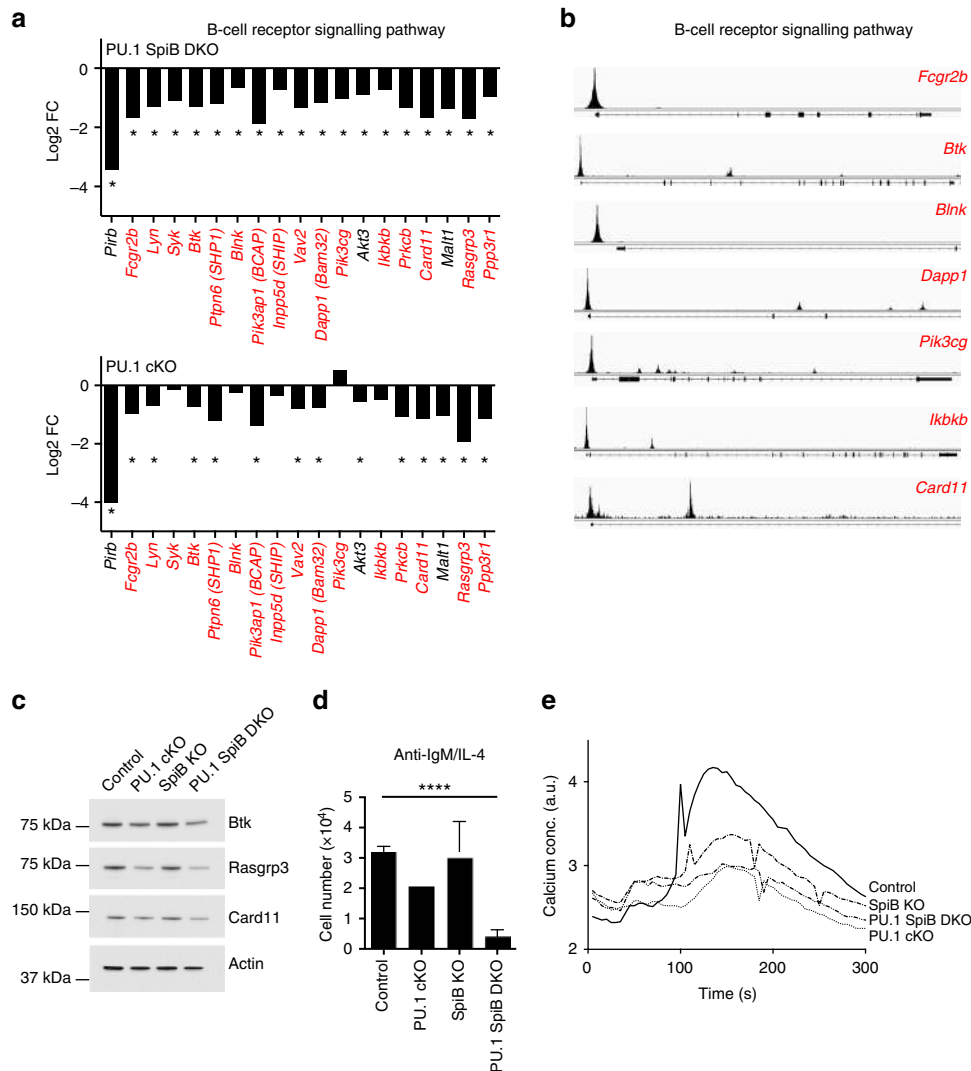 a
B-cell receptor signalling pathway
PU.1 SpiB DKO
0
−2
−4
Log2 FC
* * * * * * * * * * * * * * * * * *
*
Pirb
Fcgr2b
Lyn
Syk
Btk
Ptpn6 (SHP1)
Blnk
Pik3ap1 (BCAP)
Inpp5d (SHIP)
Vav2
Dapp1 (Bam32)
Pik3cg
Akt3
Ikbkb
Prkcb
Card11
Malt1
Rasgrp3
Ppp3r1
PU.1 cKO
0
−2
−4
Log2 FC
* * * * * * * * * * * * *
*
Pirb
Fcgr2b
Lyn
Syk
Btk
Ptpn6 (SHP1)
Blnk
Pik3ap1 (BCAP)
Inpp5d (SHIP)
Vav2
Dapp1 (Bam32)
Pik3cg
Akt3
Ikbkb
Prkcb
Card11
Malt1
Rasgrp3
Ppp3r1
b
B-cell receptor signalling pathway
Fcgr2b
Btk
Blnk
Dapp1
Pik3cg
Ikbkb
Card11
c
Control
PU.1 cKO
SpiB KO
PU.1 SpiB DKO
75 kDa
Btk
75 kDa
Rasgrp3
150 kDa
Card11
Actin
37 kDa
d
Anti-IgM/IL-4
****
5
4
3
2
1
0
Cell number (×10⁴)
Control
PU.1 cKO
SpiB KO
PU.1 SpiB DKO
e
4
3
2
Calcium conc. (a.u.)
Control
SpiB KO
PU.1 SpiB DKO
PU.1 cKO
0
100
200
300
Time (s)